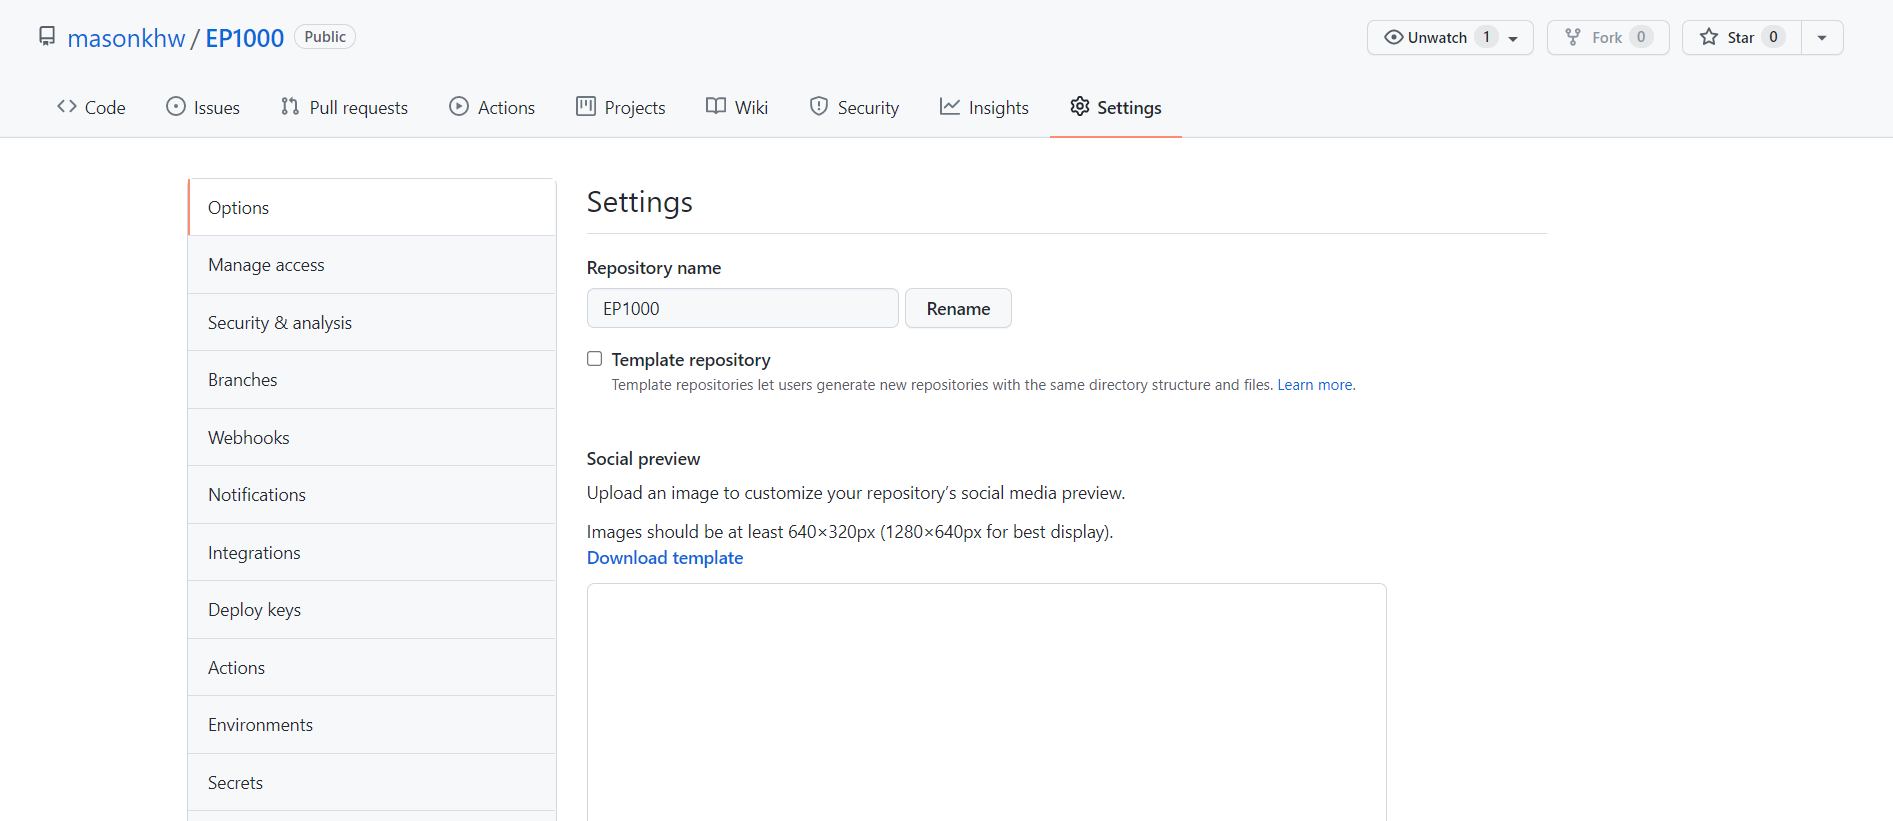 masonkhw / EP1000 Public Unwatch 1 Fork 0 Star 0
Code Issues Pull requests Actions Projects Wiki Security Insights Settings
Options
Manage access
Security & analysis
Branches
Webhooks
Notifications
Integrations
Deploy keys
Actions
Environments
Secrets
Settings
Repository name
EP1000 Rename
Template repository
Template repositories let users generate new repositories with the same directory structure and files. Learn more.
Social preview
Upload an image to customize your repository’s social media preview.
Images should be at least 640×320px (1280×640px for best display).
Download template